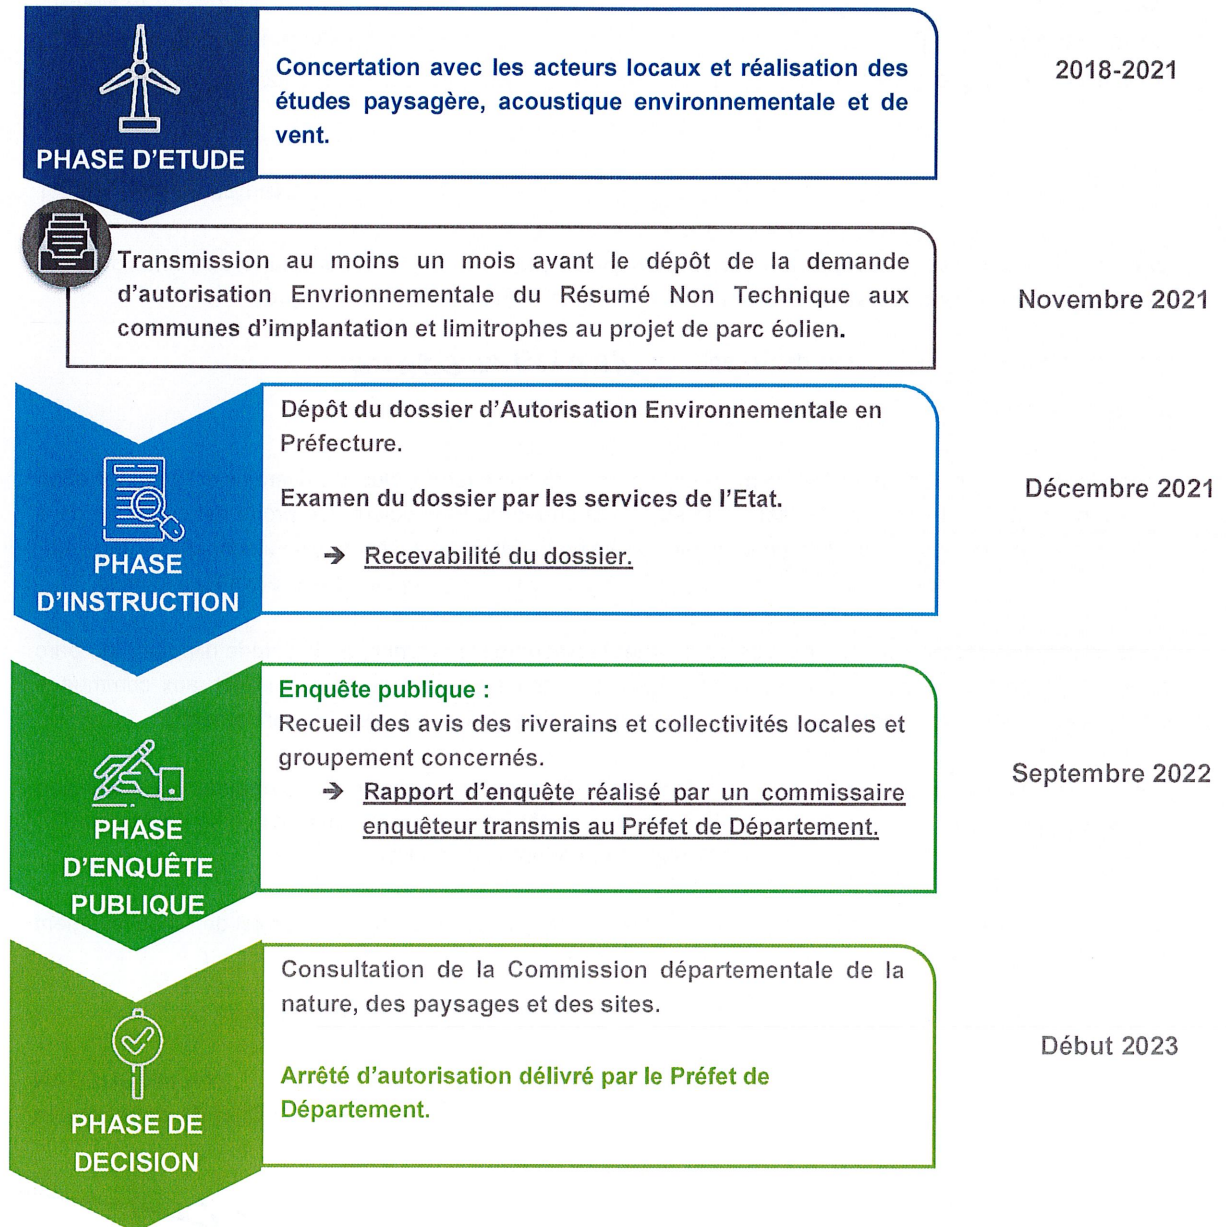 Concertation avec les acteurs locaux et réalisation des
études paysagère, acoustique environnementale et de
vent.
PHASE D'ETUDE
2018-2021
Transmission au moins un mois avant le dépôt de la demande
d'autorisation Envrionnementale du Résumé Non Technique aux
communes d'implantation et limitrophes au projet de parc éolien.
Novembre 2021
Dépôt du dossier d'Autorisation Environnementale en
Préfecture.
Examen du dossier par les services de l'Etat.
→ Recevabilité du dossier.
PHASE
D'INSTRUCTION
Décembre 2021
Enquête publique :
Recueil des avis des riverains et collectivités locales et
groupement concernés.
→ Rapport d'enquête réalisé par un commissaire
enquêteur transmis au Préfet de Département.
PHASE
D'ENQUÊTE
PUBLIQUE
Septembre 2022
Consultation de la Commission départementale de la
nature, des paysages et des sites.
Arrêté d'autorisation délivré par le Préfet de
Département.
PHASE DE
DECISION
Début 2023